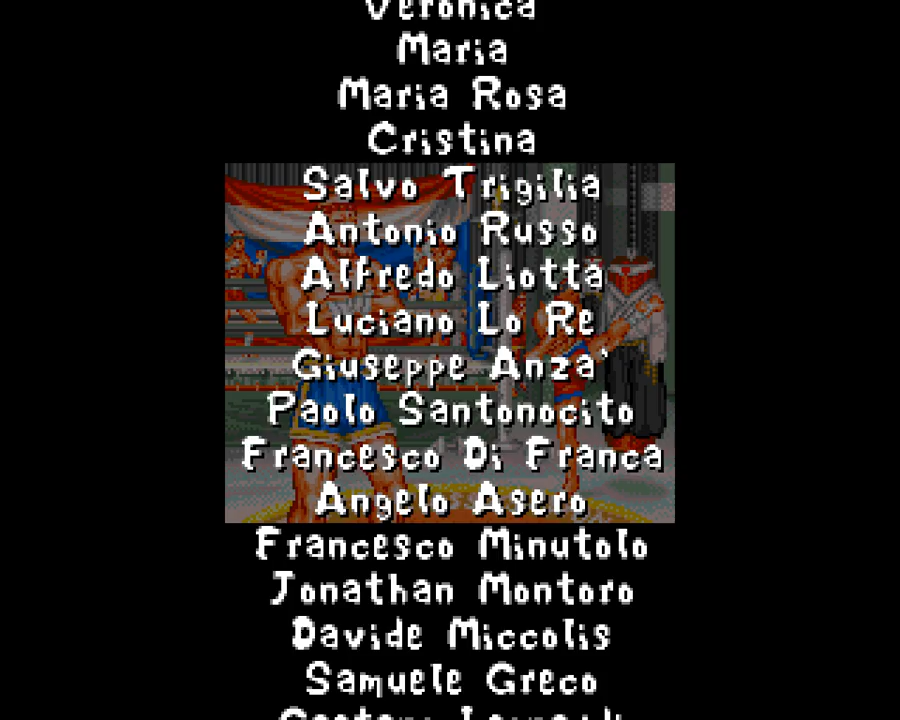 Veronica
Maria
Maria Rosa
Cristina
Salvo Trigilia
Antonio Russo
Alfredo Liotta
Luciano Lo Re
Giuseppe Anza'
Paolo Santonocito
Francesco Di Franca
Angelo Asero
Francesco Minutolo
Jonathan Montoro
Davide Miccolis
Samuele Greco